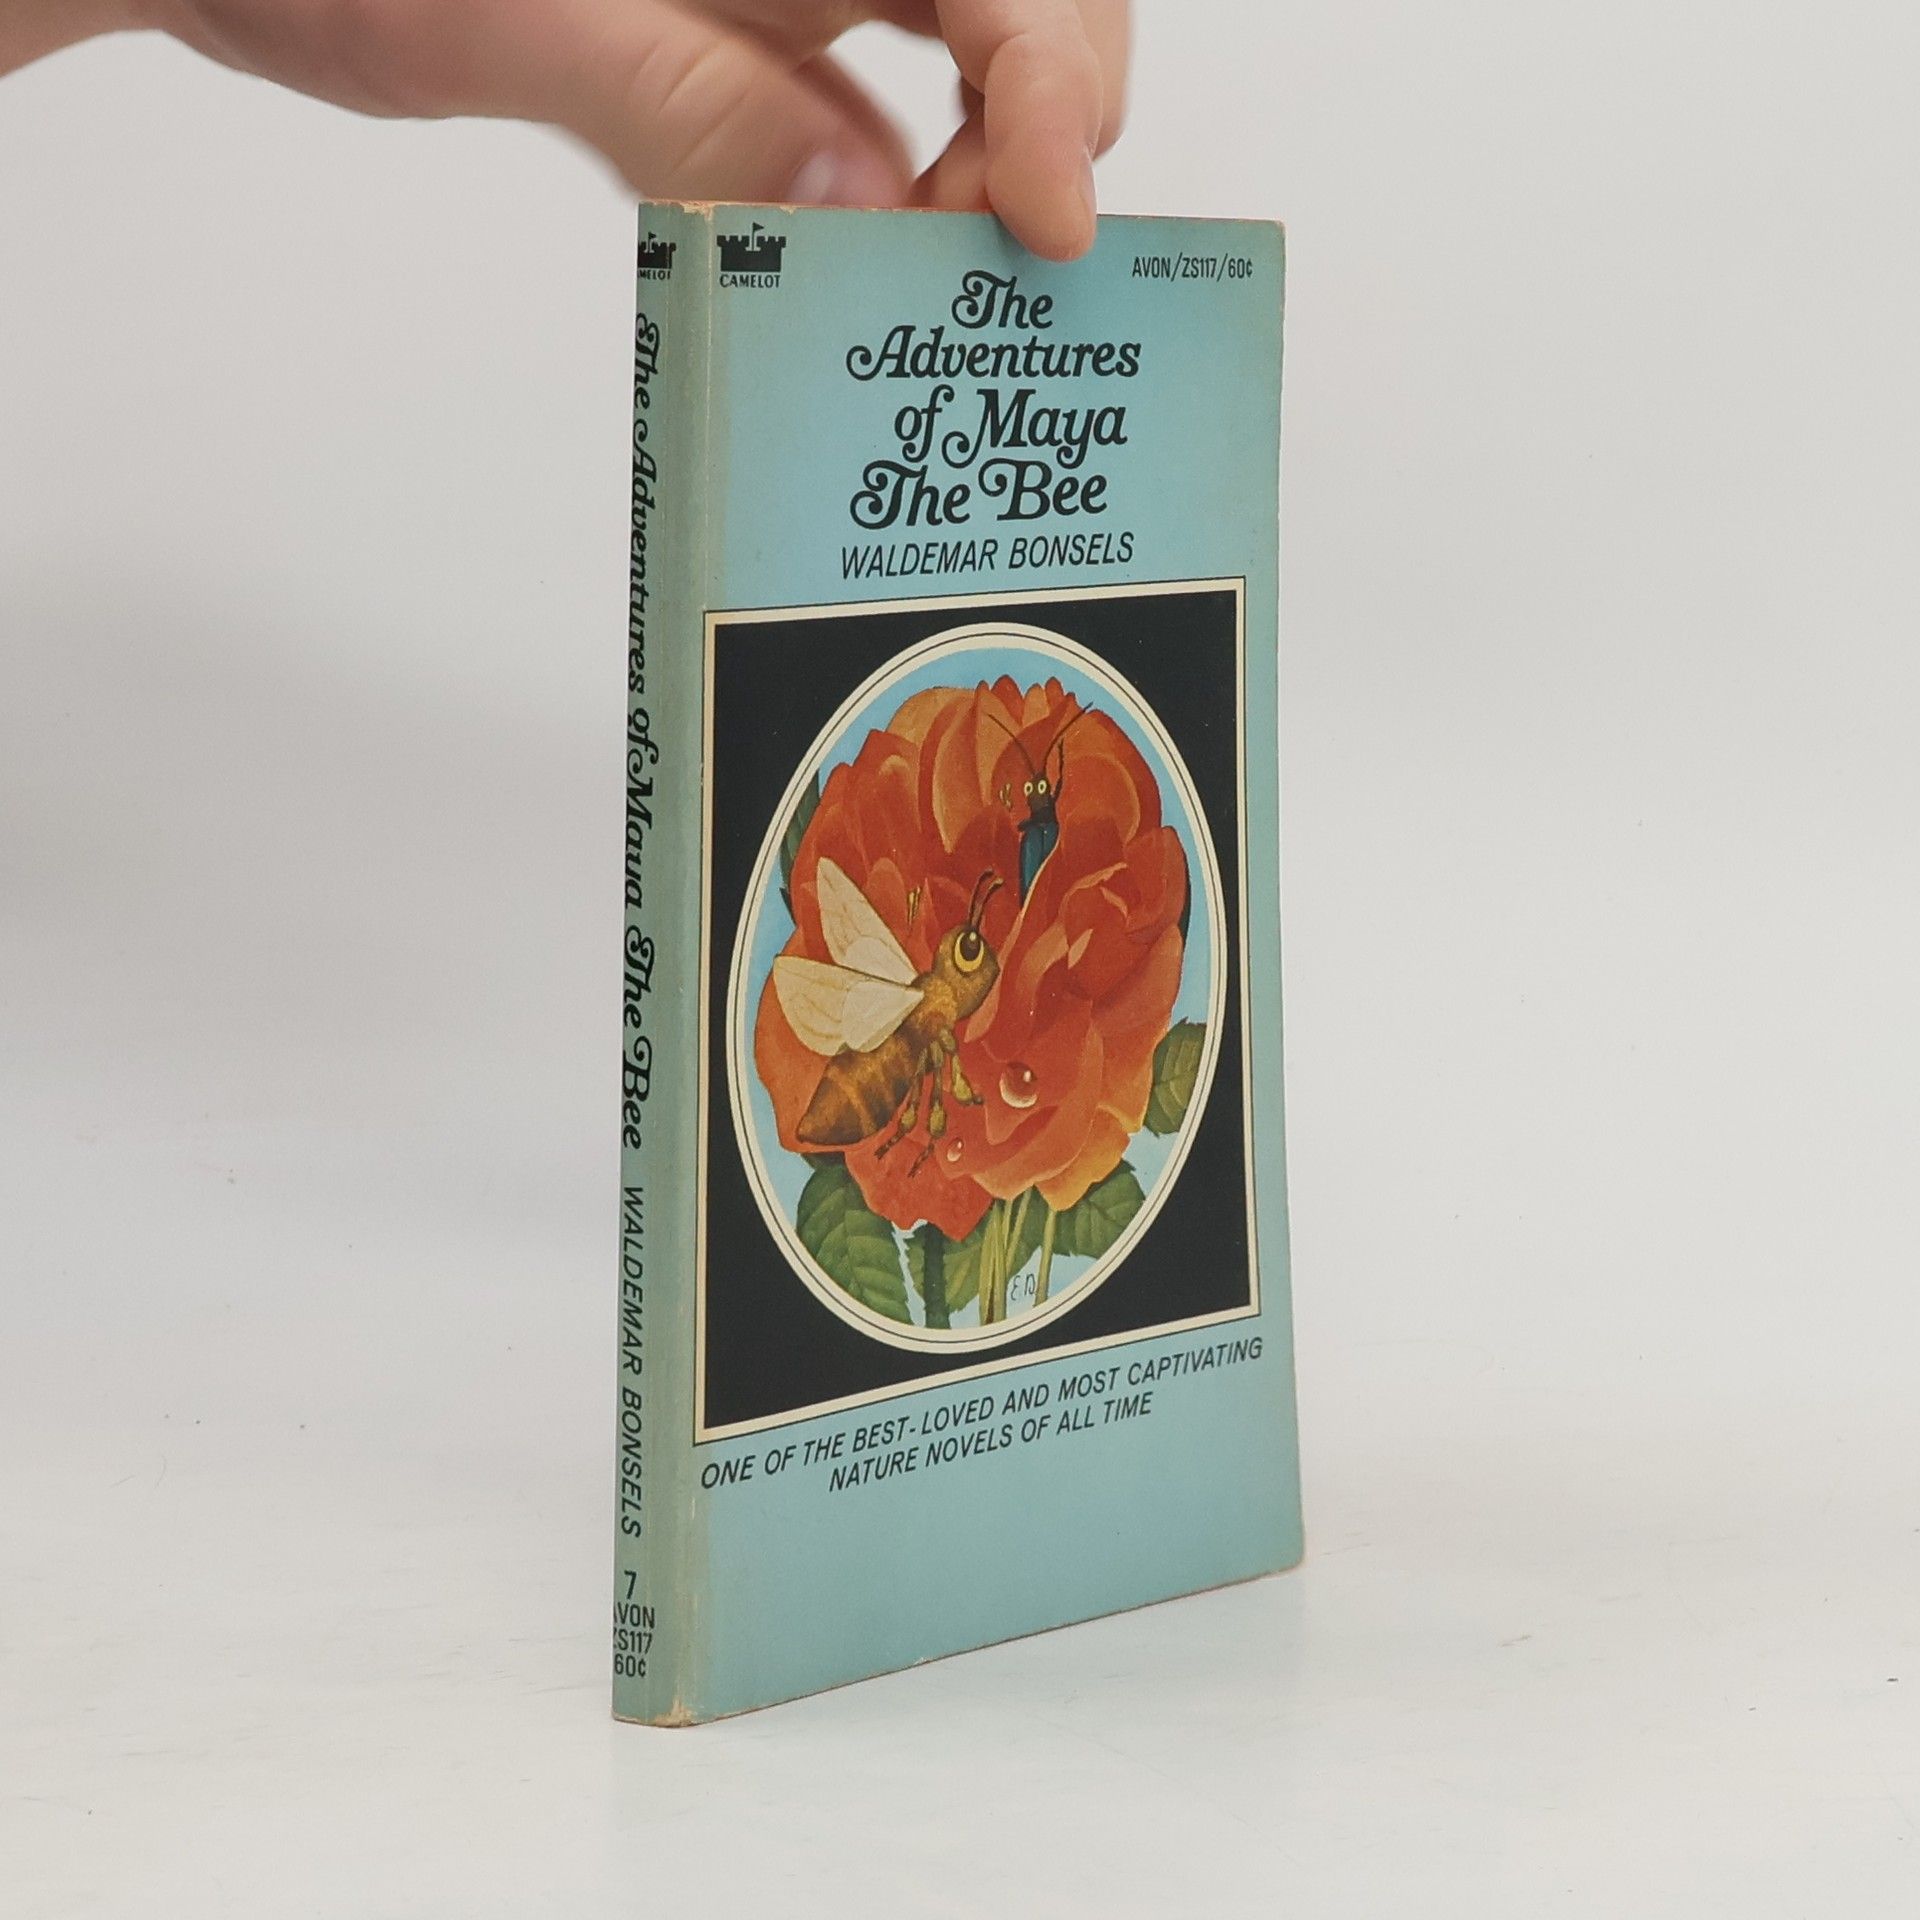 CAMELOT
AVON/ZS117/60¢
The
Adventures
of Maya
The Bee
WALDEMAR BONSELS
E.D.
ONE OF THE BEST-LOVED AND MOST CAPTIVATING
NATURE NOVELS OF ALL TIME
The Adventures of Maya The Bee WALDEMAR BONSELS
7
AVON
ZS117
60¢